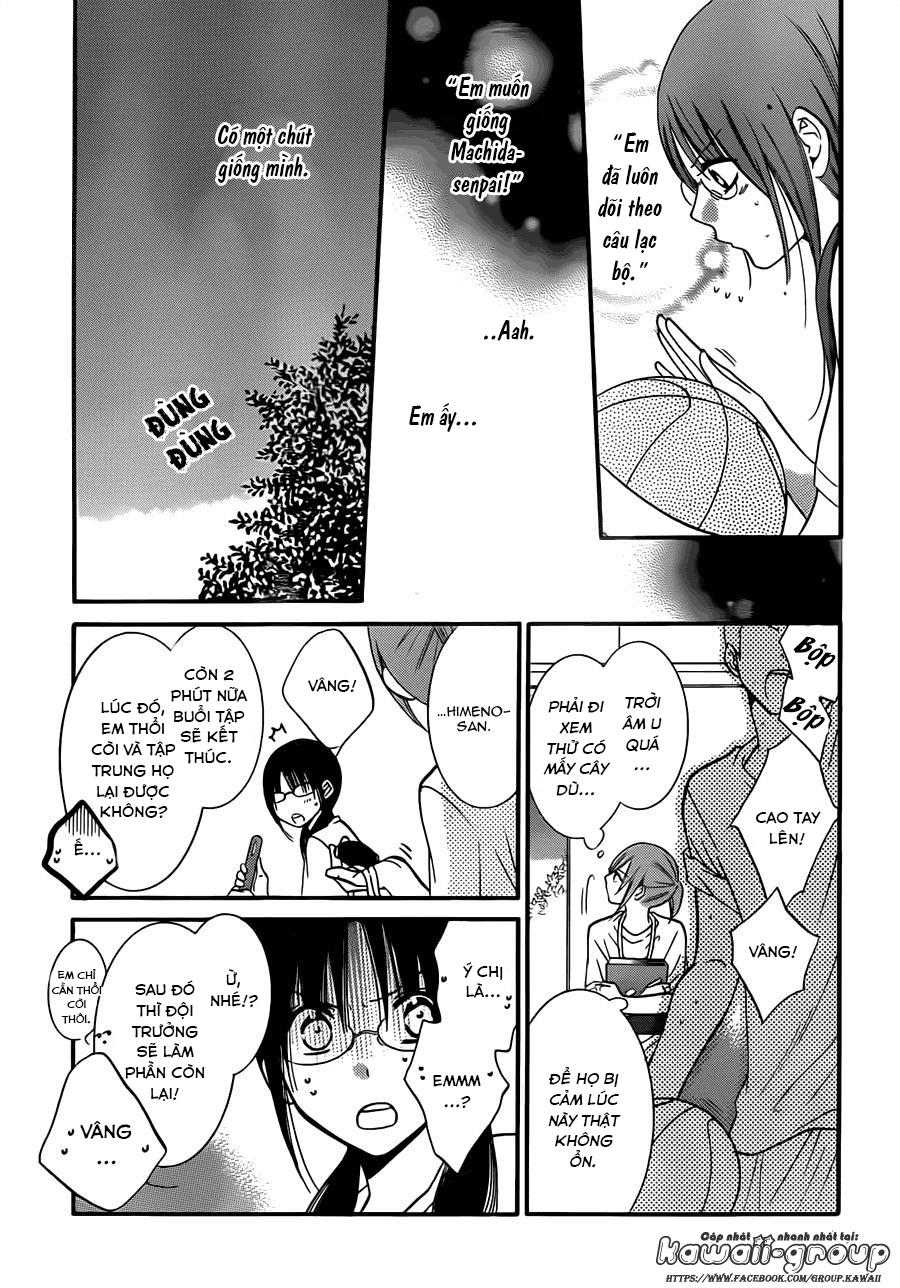 “Em
đã luôn
dõi theo
câu lạc
bộ.”
“Em muốn
giống
Machida-
senpai!”
..Aah.
Em ấy...
Có một chút
giống mình.
ĐÙNG
ĐÙNG
BỘP
BỘP
CAO TAY
LÊN!
VÂNG!
TRỜI
ÂM U
QUÁ
...
PHẢI ĐI
XEM
THỬ CÓ
MẤY CÂY
DÙ...
ĐỂ HỌ BỊ
CẢM LÚC
NÀY THẬT
KHÔNG
ỔN.
...HIMENO-
SAN.
VÂNG!
CÒN 2
PHÚT NỮA
BUỔI TẬP
SẼ KẾT
THÚC.
LÚC ĐÓ,
EM THỔI
CÒI VÀ TẬP
TRUNG HỌ
LẠI ĐƯỢC
KHÔNG?
Ế...
Ý CHỊ
LÀ...
EMMM
...?
Ừ,
NHÉ!?
SAU ĐÓ
THÌ ĐỘI
TRƯỞNG
SẼ LÀM
PHẦN CÒN
LẠI!
EM CHỈ
CẦN THỔI
CÒI
THÔI.
VÂNG
...
Cập nhật nhanh nhất tại:
kawaii-group
HTTPS://WWW.FACEBOOK.COM/GROUP.KAWAII